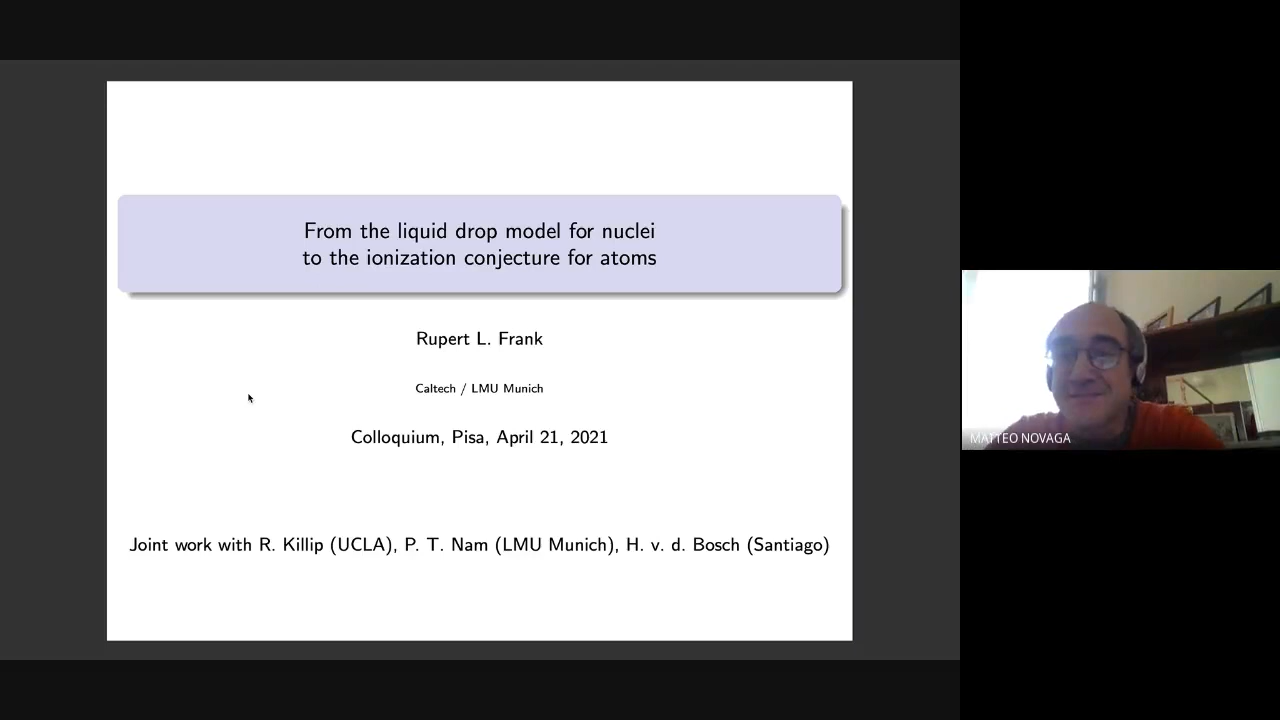 From the liquid drop model for nuclei
to the ionization conjecture for atoms
Rupert L. Frank
Caltech / LMU Munich
Colloquium, Pisa, April 21, 2021
Joint work with R. Killip (UCLA), P. T. Nam (LMU Munich), H. v. d. Bosch (Santiago)
MATTEO NOVAGA